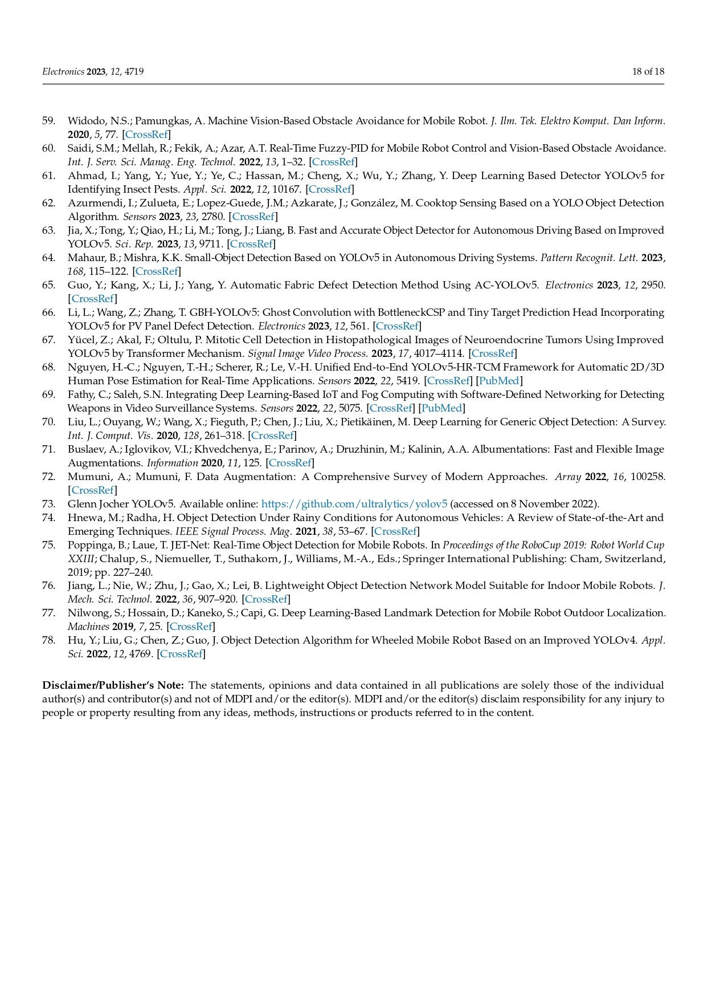 Electronics 2023, 12, 4719
18 of 18
59. Widodo, N.S.; Pamungkas, A. Machine Vision-Based Obstacle Avoidance for Mobile Robot. J. Ilm. Tek. Elektro Komput. Dan Inform.
2020, 5, 77. [CrossRef]
60. Saidi, S.M.; Mellah, R.; Fekik, A.; Azar, A.T. Real-Time Fuzzy-PID for Mobile Robot Control and Vision-Based Obstacle Avoidance.
Int. J. Serv. Sci. Manag. Eng. Technol. 2022, 13, 1–32. [CrossRef]
61. Ahmad, I.; Yang, Y.; Yue, Y.; Ye, C.; Hassan, M.; Cheng, X.; Wu, Y.; Zhang, Y. Deep Learning Based Detector YOLOv5 for
Identifying Insect Pests. Appl. Sci. 2022, 12, 10167. [CrossRef]
62. Azurmendi, I.; Zulueta, E.; Lopez-Guede, J.M.; Azkarate, J.; González, M. Cooktop Sensing Based on a YOLO Object Detection
Algorithm. Sensors 2023, 23, 2780. [CrossRef]
63. Jia, X.; Tong, Y.; Qiao, H.; Li, M.; Tong, J.; Liang, B. Fast and Accurate Object Detector for Autonomous Driving Based on Improved
YOLOv5. Sci. Rep. 2023, 13, 9711. [CrossRef]
64. Mahaur, B.; Mishra, K.K. Small-Object Detection Based on YOLOv5 in Autonomous Driving Systems. Pattern Recognit. Lett. 2023,
168, 115–122. [CrossRef]
65. Guo, Y.; Kang, X.; Li, J.; Yang, Y. Automatic Fabric Defect Detection Method Using AC-YOLOv5. Electronics 2023, 12, 2950.
[CrossRef]
66. Li, L.; Wang, Z.; Zhang, T. GBH-YOLOv5: Ghost Convolution with BottleneckCSP and Tiny Target Prediction Head Incorporating
YOLOv5 for PV Panel Defect Detection. Electronics 2023, 12, 561. [CrossRef]
67. Yücel, Z.; Akal, F.; Oltulu, P. Mitotic Cell Detection in Histopathological Images of Neuroendocrine Tumors Using Improved
YOLOv5 by Transformer Mechanism. Signal Image Video Process. 2023, 17, 4017–4114. [CrossRef]
68. Nguyen, H.-C.; Nguyen, T.-H.; Scherer, R.; Le, V.-H. Unified End-to-End YOLOv5-HR-TCM Framework for Automatic 2D/3D
Human Pose Estimation for Real-Time Applications. Sensors 2022, 22, 5419. [CrossRef] [PubMed]
69. Fathy, C.; Saleh, S.N. Integrating Deep Learning-Based IoT and Fog Computing with Software-Defined Networking for Detecting
Weapons in Video Surveillance Systems. Sensors 2022, 22, 5075. [CrossRef] [PubMed]
70. Liu, L.; Ouyang, W.; Wang, X.; Fieguth, P.; Chen, J.; Liu, X.; Pietikäinen, M. Deep Learning for Generic Object Detection: A Survey.
Int. J. Comput. Vis. 2020, 128, 261–318. [CrossRef]
71. Buslaev, A.; Iglovikov, V.I.; Khvedchenya, E.; Parinov, A.; Druzhinin, M.; Kalinin, A.A. Albumentations: Fast and Flexible Image
Augmentations. Information 2020, 11, 125. [CrossRef]
72. Mumuni, A.; Mumuni, F. Data Augmentation: A Comprehensive Survey of Modern Approaches. Array 2022, 16, 100258.
[CrossRef]
73. Glenn Jocher YOLOv5. Available online: https://github.com/ultralytics/yolov5 (accessed on 8 November 2022).
74. Hnewa, M.; Radha, H. Object Detection Under Rainy Conditions for Autonomous Vehicles: A Review of State-of-the-Art and
Emerging Techniques. IEEE Signal Process. Mag. 2021, 38, 53–67. [CrossRef]
75. Poppinga, B.; Laue, T. JET-Net: Real-Time Object Detection for Mobile Robots. In Proceedings of the RoboCup 2019: Robot World Cup
XXIII; Chalup, S., Niemueller, T., Suthakorn, J., Williams, M.-A., Eds.; Springer International Publishing: Cham, Switzerland,
2019; pp. 227–240.
76. Jiang, L.; Nie, W.; Zhu, J.; Gao, X.; Lei, B. Lightweight Object Detection Network Model Suitable for Indoor Mobile Robots. J.
Mech. Sci. Technol. 2022, 36, 907–920. [CrossRef]
77. Nilwong, S.; Hossain, D.; Kaneko, S.; Capi, G. Deep Learning-Based Landmark Detection for Mobile Robot Outdoor Localization.
Machines 2019, 7, 25. [CrossRef]
78. Hu, Y.; Liu, G.; Chen, Z.; Guo, J. Object Detection Algorithm for Wheeled Mobile Robot Based on an Improved YOLOv4. Appl.
Sci. 2022, 12, 4769. [CrossRef]
Disclaimer/Publisher’s Note: The statements, opinions and data contained in all publications are solely those of the individual
author(s) and contributor(s) and not of MDPI and/or the editor(s). MDPI and/or the editor(s) disclaim responsibility for any injury to
people or property resulting from any ideas, methods, instructions or products referred to in the content.